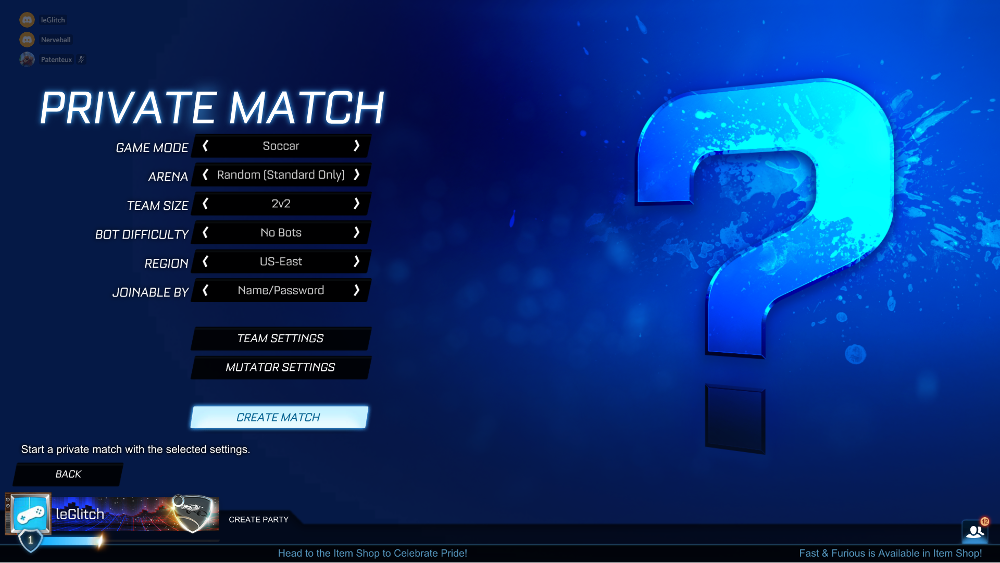 leGlitch
Nerveball
Patenteux
PRIVATE MATCH
GAME MODE Soccar
ARENA Random (Standard Only)
TEAM SIZE 2v2
BOT DIFFICULTY No Bots
REGION US-East
JOINABLE BY Name/Password
TEAM SETTINGS
MUTATOR SETTINGS
CREATE MATCH
Start a private match with the selected settings.
BACK
leGlitch
CREATE PARTY
12
1
Head to the Item Shop to Celebrate Pride!
Fast & Furious is Available in Item Shop!